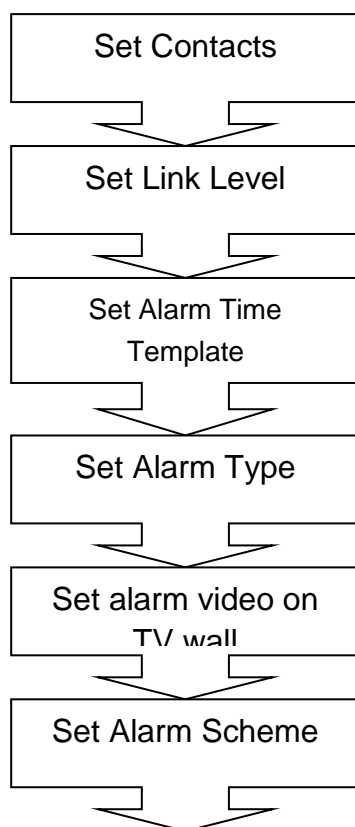 Set Contacts
Set Link Level
Set Alarm Time
Template
Set Alarm Type
Set alarm video on
TV wall
Set Alarm Scheme